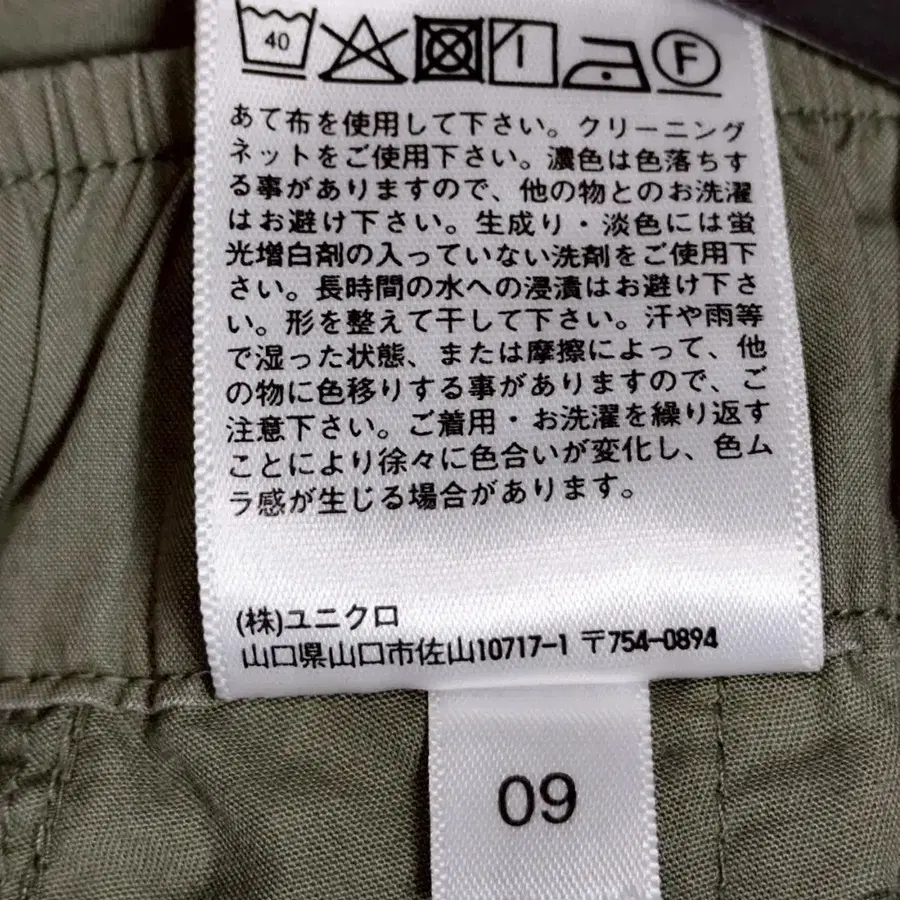 40
F
あて布を使用して下さい。クリーニング
ネットをご使用下さい。濃色は色落ちす
る事がありますので、他の物とのお洗濯
はお避け下さい。生成り・淡色には蛍
光増白剤の入っていない洗剤をご使用下
さい。長時間の水への浸漬はお避け下さ
い。形を整えて干して下さい。汗や雨等
で湿った状態、または摩擦によって、他
の物に色移りする事がありますので、ご
注意下さい。ご着用・お洗濯を繰り返す
ことにより徐々に色合いが変化し、色ム
ラ感が生じる場合があります。
(株)ユニクロ
山口県山口市佐山10717-1 〒754-0894
09